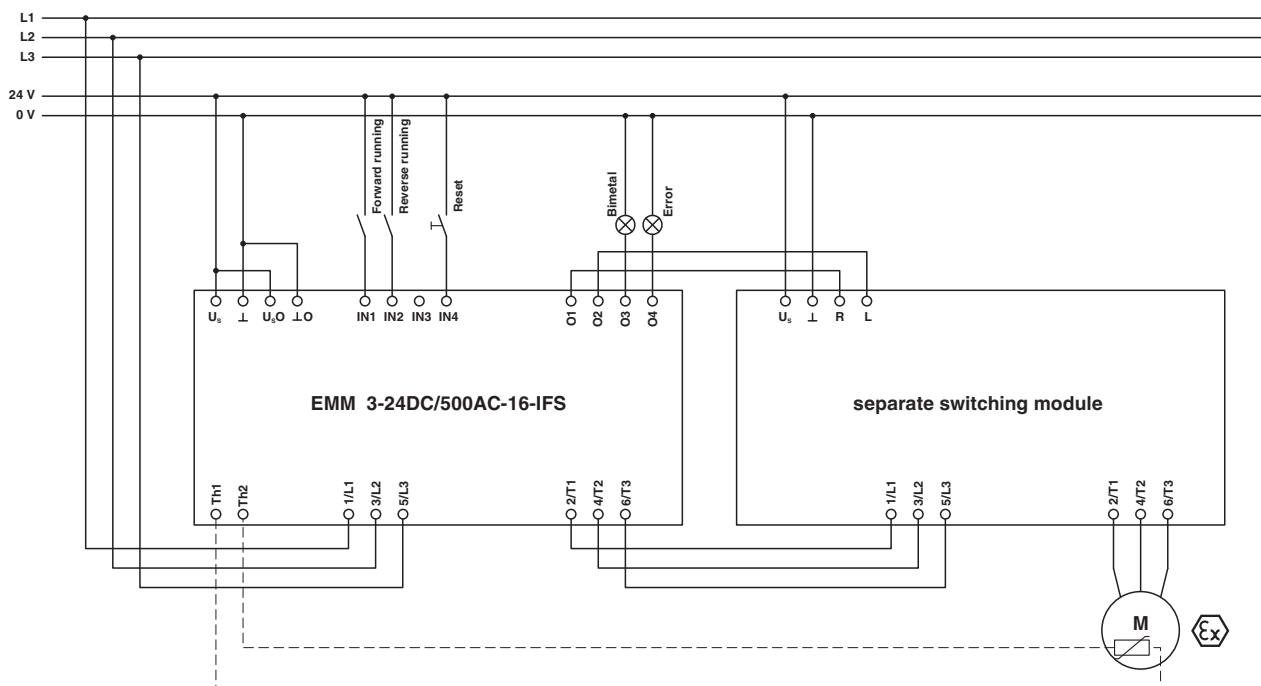 L1
L2
L3
24 V
0 V
Forward running
Reverse running
Reset
Bimetal
Error
Us ⊥ UsO ⊥O IN1 IN2 IN3 IN4 O1 O2 O3 O4
Us ⊥ R L
EMM 3-24DC/500AC-16-IFS
separate switching module
Th1 Th2 1/L1 3/L2 5/L3 2/T1 4/T2 6/T3
1/L1 3/L2 5/L3 2/T1 4/T2 6/T3
M
Ex